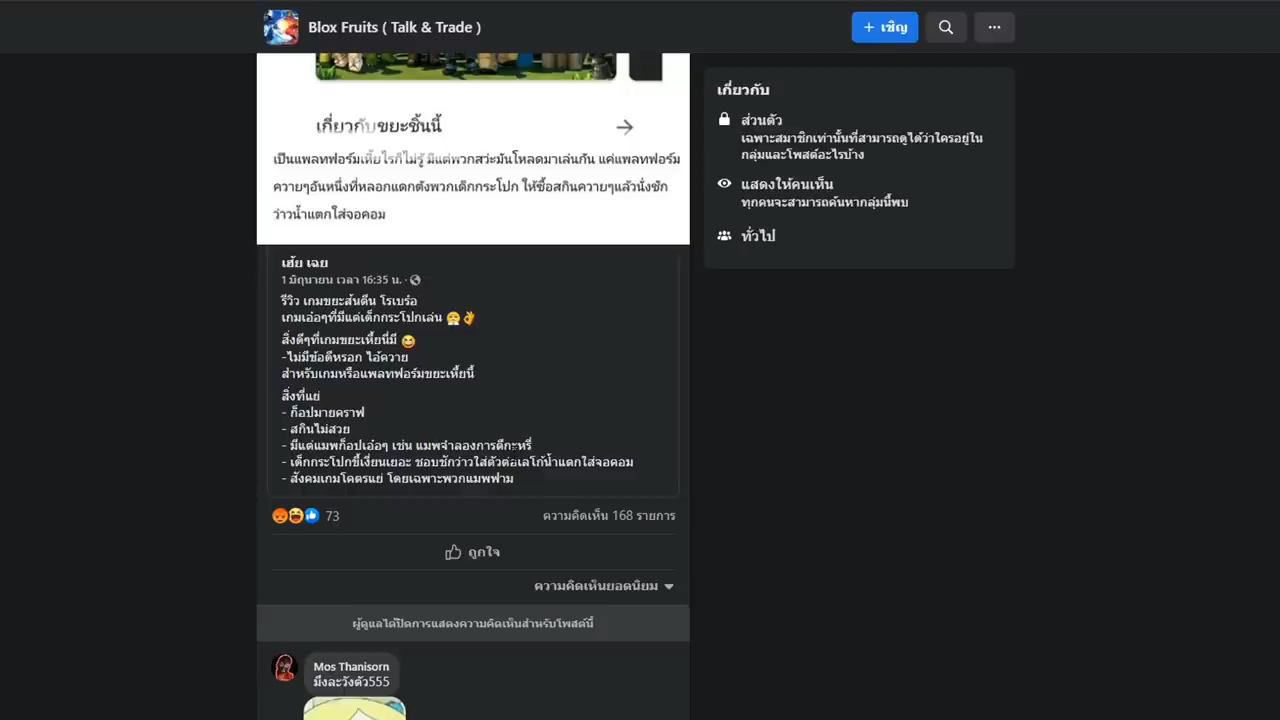 Blox Fruits ( Talk & Trade )
+ เชิญ
เกี่ยวกับขยะชิ้นนี้
เป็นแพลทฟอร์มเหี้ยไรก็ไม่รู้ มีแต่พวกสว่ะมันโหลดมาเล่นกัน แค่แพลทฟอร์ม
ควายๆอันหนึ่งที่หลอกแดกตังพวกเด็กกระโปก ให้ซื้อสกินควายๆแล้วนั่งชัก
ว่าวน้ำแตกใส่จอคอม
เฮ้ย เฉย
1 มิถุนายน เวลา 16:35 น. ·
รีวิว เกมขยะส้นตีน โรเบร๋อ
เกมเอ๋อๆที่มีแต่เด็กกระโปกเล่น 😤👌
สิ่งดีๆที่เกมขยะเหี้ยนี่มี 😆
-ไม่มีข้อดีหรอก ไอ้ควาย
สำหรับเกมหรือแพลทฟอร์มขยะเหี้ยนี้
สิ่งที่แย่
- ก็อปมายคราฟ
- สกินไม่สวย
- มีแต่แมพก็อปเอ๋อๆ เช่น แมพจำลองการตีกะหรี่
- เด็กกระโปกขี้เงี่ยนเยอะ ชอบชักว่าวใส่ตัวต่อเลโก้น้ำแดกใส่จอคอม
- สังคมเกมโคตรแย่ โดยเฉพาะพวกแมพฟาม
73
ความคิดเห็น 168 รายการ
ถูกใจ
ความคิดเห็นยอดนิยม
ผู้ดูแลได้ปิดการแสดงความคิดเห็นสำหรับโพสต์นี้
Mos Thanisorn
มึงละวังตัว555
เกี่ยวกับ
ส่วนตัว
เฉพาะสมาชิกเท่านั้นที่สามารถดูได้ว่าใครอยู่ใน
กลุ่มและโพสต์อะไรบ้าง
แสดงให้คนเห็น
ทุกคนจะสามารถค้นหากลุ่มนี้พบ
ทั่วไป